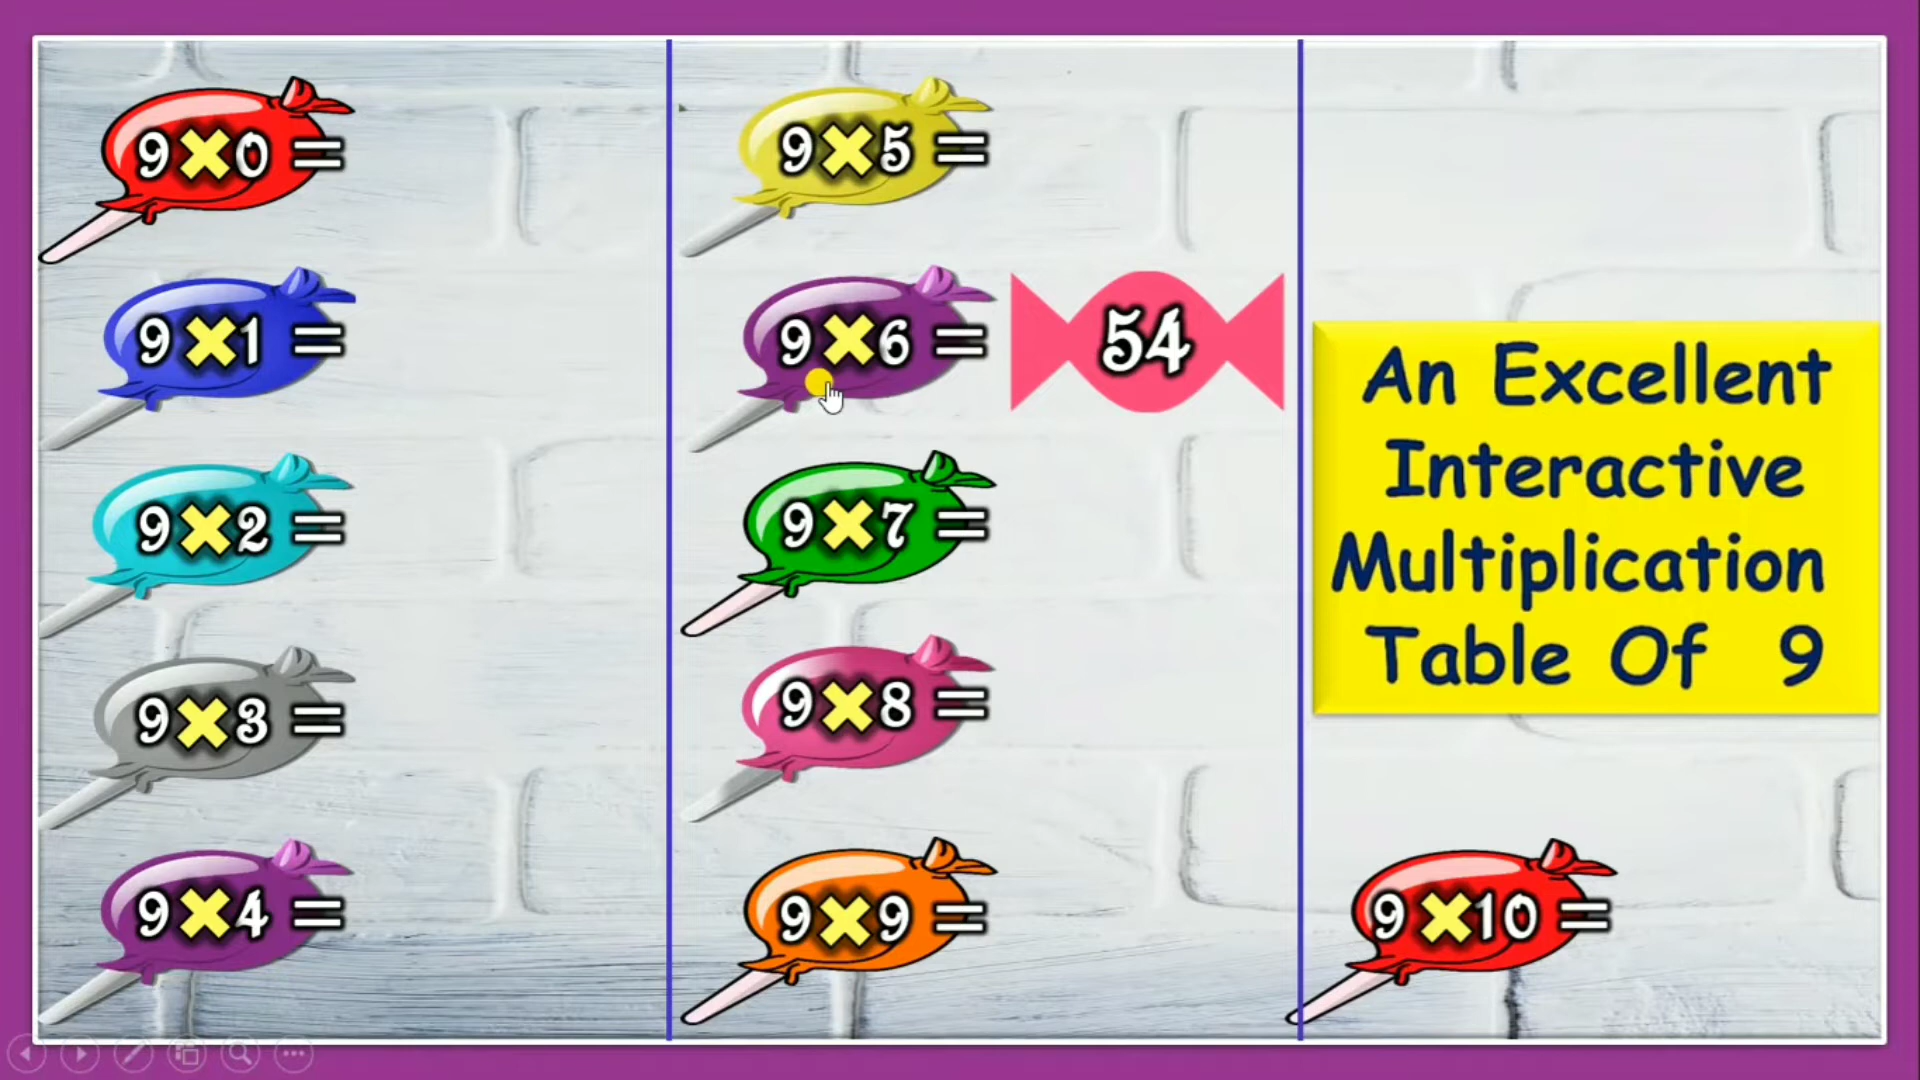 9×0 =
9×1 =
9×2 =
9×3 =
9×4 =
9×5 =
9×6 = 54
9×7 =
9×8 =
9×9 =
An Excellent
Interactive
Multiplication
Table Of 9
9×10 =